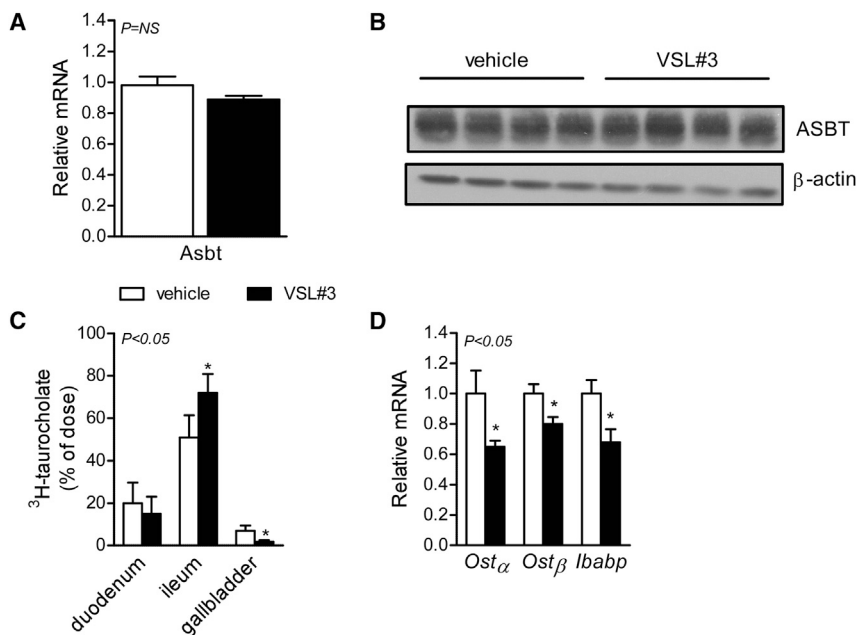 A
P=NS
Relative mRNA
1.4
1.2
1.0
0.8
0.6
0.4
0.2
0.0
Asbt
B
vehicle VSL#3
ASBT
β-actin
vehicle VSL#3
C
P<0.05
³H-taurocholate
(% of dose)
100
80
60
40
20
0
*
*
duodenum
ileum
gallbladder
D
P<0.05
Relative mRNA
1.4
1.2
1.0
0.8
0.6
0.4
0.2
0.0
*
*
*
Ostα Ostβ Ibabp